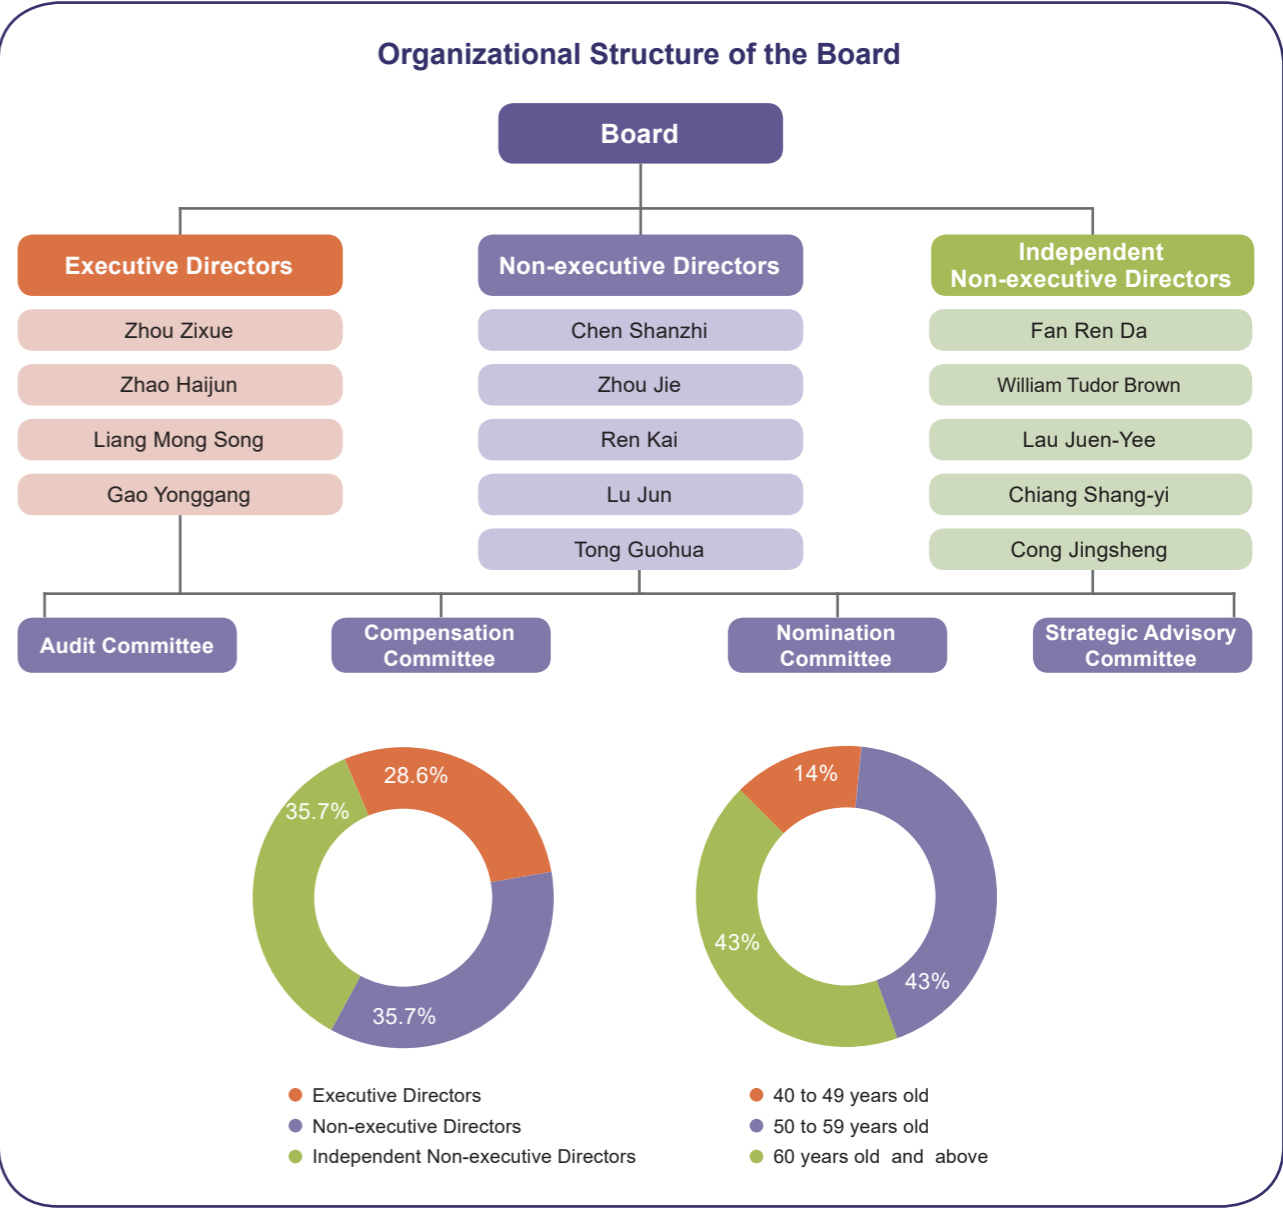 Organizational Structure of the Board
Board
Executive Directors
Zhou Zixue
Zhao Haijun
Liang Mong Song
Gao Yonggang
Non-executive Directors
Chen Shanzhi
Zhou Jie
Ren Kai
Lu Jun
Tong Guohua
Independent
Non-executive Directors
Fan Ren Da
William Tudor Brown
Lau Juen-Yee
Chiang Shang-yi
Cong Jingsheng
Audit Committee
Compensation
Committee
Nomination
Committee
Strategic Advisory
Committee
28.6%
35.7%
35.7%
Executive Directors
Non-executive Directors
Independent Non-executive Directors
14%
43%
43%
40 to 49 years old
50 to 59 years old
60 years old and above